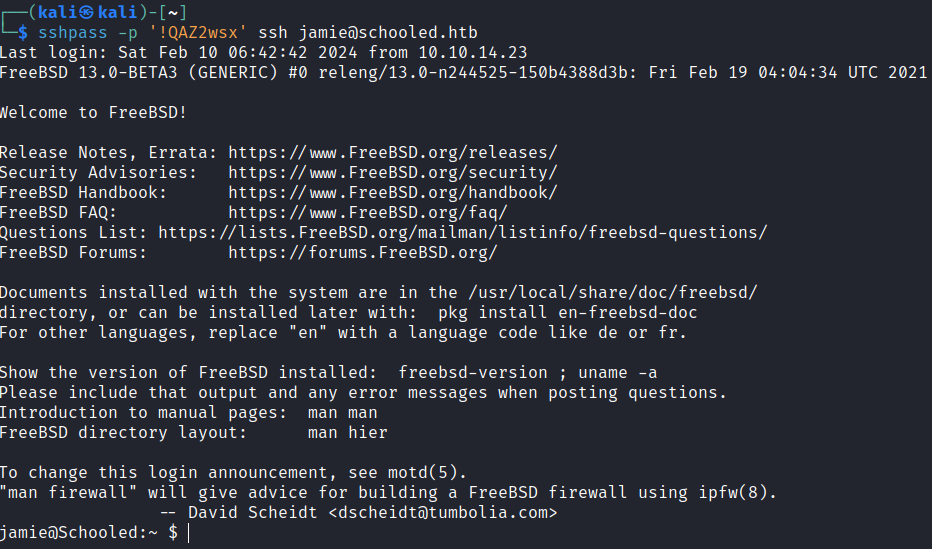 ┌──(kali㉿kali)-[~]
└─$ sshpass -p '!QAZ2wsx' ssh jamie@schooled.htb
Last login: Sat Feb 10 06:42:42 2024 from 10.10.14.23
FreeBSD 13.0-BETA3 (GENERIC) #0 releng/13.0-n244525-150b4388d3b: Fri Feb 19 04:04:34 UTC 2021

Welcome to FreeBSD!

Release Notes, Errata: https://www.FreeBSD.org/releases/
Security Advisories:   https://www.FreeBSD.org/security/
FreeBSD Handbook:      https://www.FreeBSD.org/handbook/
FreeBSD FAQ:           https://www.FreeBSD.org/faq/
Questions List: https://lists.FreeBSD.org/mailman/listinfo/freebsd-questions/
FreeBSD Forums:        https://forums.FreeBSD.org/

Documents installed with the system are in the /usr/local/share/doc/freebsd/
directory, or can be installed later with:  pkg install en-freebsd-doc
For other languages, replace "en" with a language code like de or fr.

Show the version of FreeBSD installed:  freebsd-version ; uname -a
Please include that output and any error messages when posting questions.
Introduction to manual pages:  man man
FreeBSD directory layout:      man hier

To change this login announcement, see motd(5).
"man firewall" will give advice for building a FreeBSD firewall using ipfw(8).
                -- David Scheidt <dscheidt@tumbolia.com>
jamie@Schooled:~ $